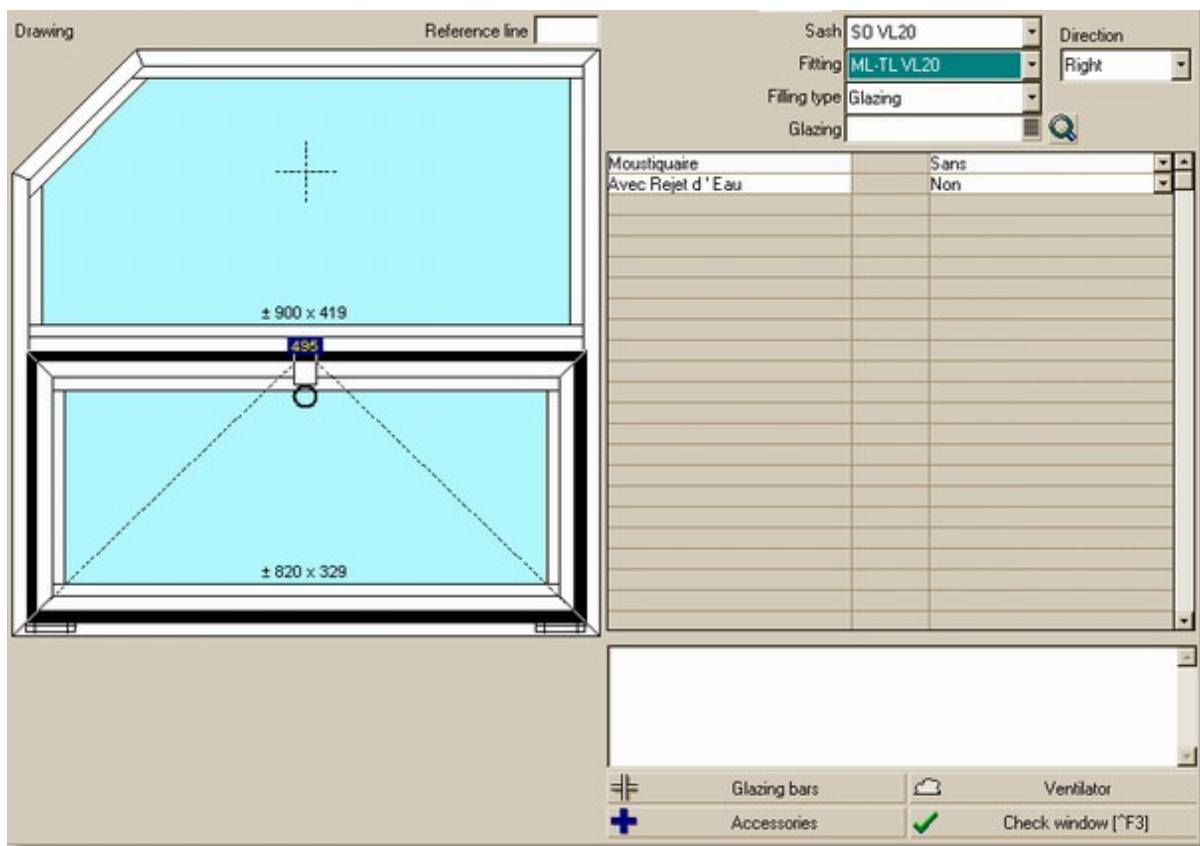 Drawing
Reference line
± 900 x 419
495
± 820 x 329
Sash SO VL20
Direction
Fitting ML-TL VL20
Right
Filling type Glazing
Glazing
Moustiquaire Sans
Avec Rejet d ' Eau Non
Glazing bars
Ventilator
Accessories
Check window [^F3]